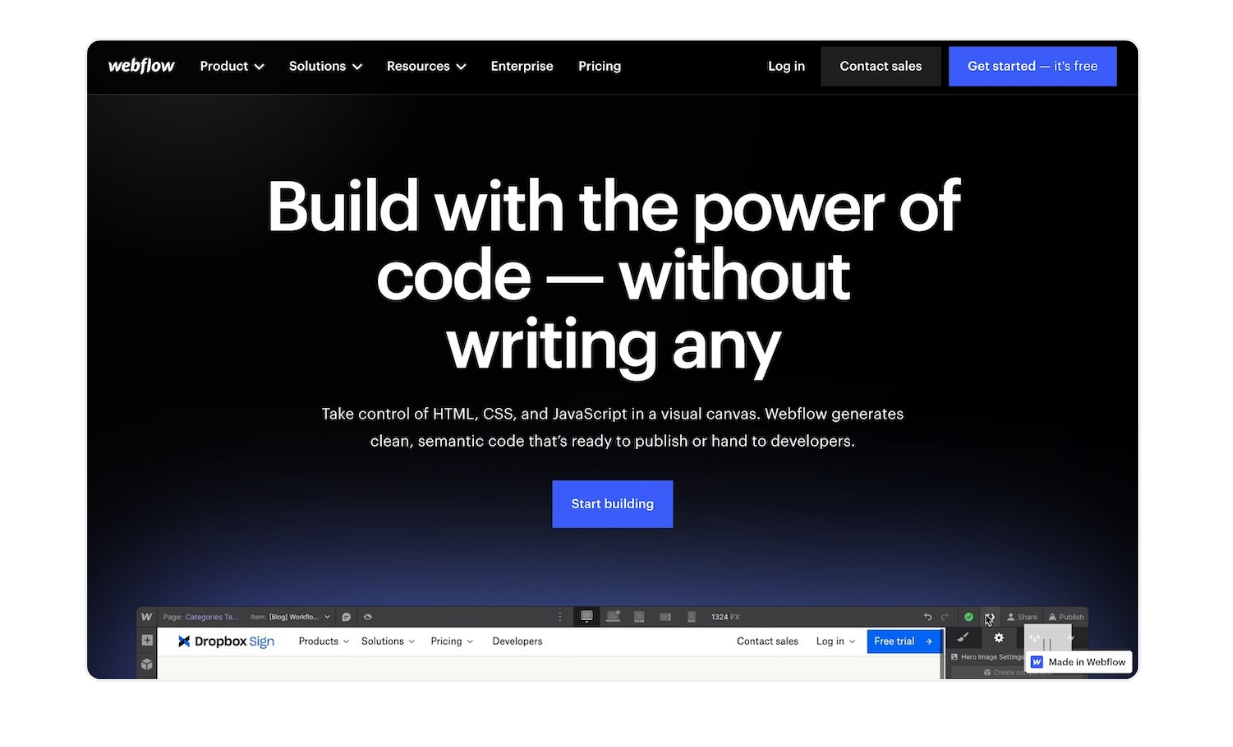 webflow Product Solutions Resources Enterprise Pricing Log in Contact sales Get started — it's free
Build with the power of
code — without
writing any
Take control of HTML, CSS, and JavaScript in a visual canvas. Webflow generates
clean, semantic code that's ready to publish or hand to developers.
Start building
W Page: Categories Te... Item: [Blog] Workflo... 1324 PX Share Publish
Dropbox Sign Products Solutions Pricing Developers Contact sales Log in Free trial →
Hero Image Settings
Made in Webflow
Create